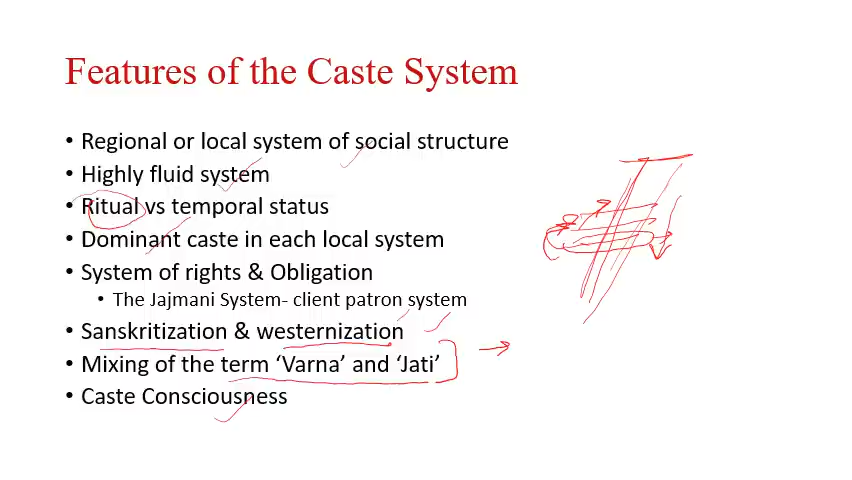 Features of the Caste System
• Regional or local system of social structure
• Highly fluid system
• Ritual vs temporal status
• Dominant caste in each local system
• System of rights & Obligation
• The Jajmani System- client patron system
• Sanskritization & westernization
• Mixing of the term ‘Varna’ and ‘Jati’
• Caste Consciousness